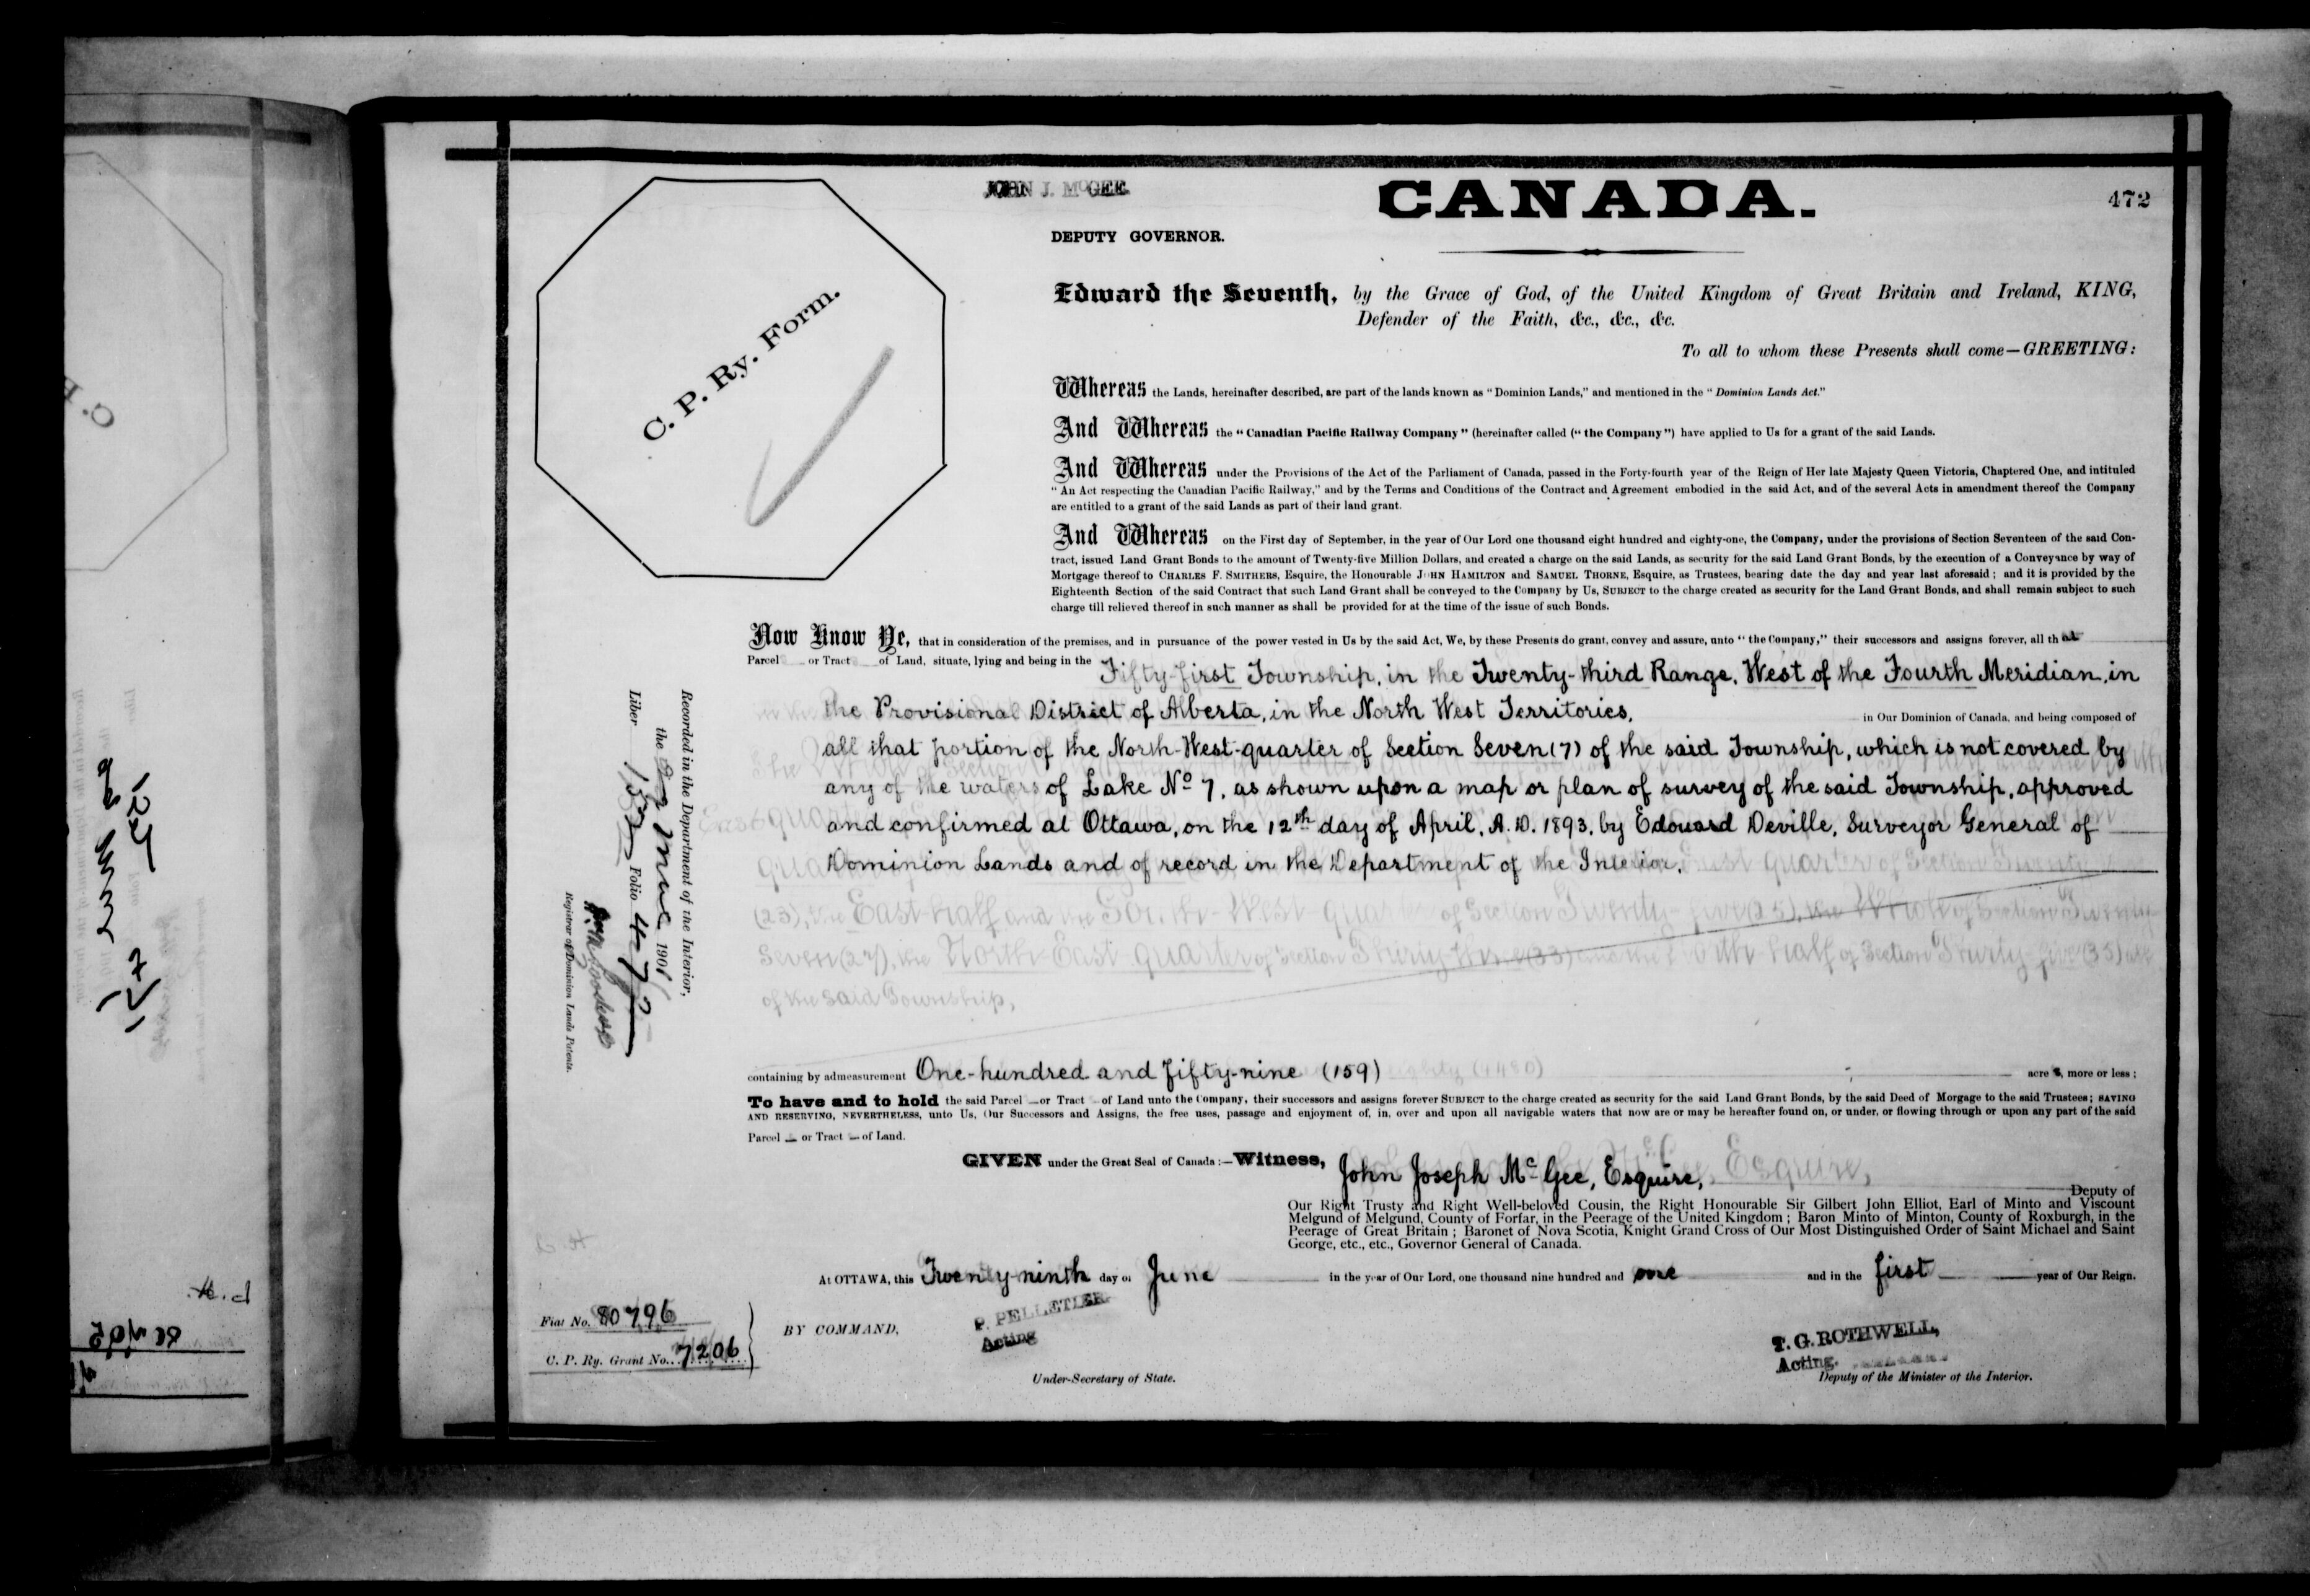 JOHN J. McGEE
CANADA.
472
DEPUTY GOVERNOR.
Edward the Seventh, by the Grace of God, of the United Kingdom of Great Britain and Ireland, KING,
Defender of the Faith, &c., &c., &c.
To all to whom these Presents shall come—GREETING:
C. P. Ry. Form.
Whereas the Lands, hereinafter described, are part of the lands known as "Dominion Lands," and mentioned in the "Dominion Lands Act."
And Whereas the "Canadian Pacific Railway Company" (hereinafter called ("the Company") have applied to Us for a grant of the said Lands.
And Whereas under the Provisions of the Act of the Parliament of Canada, passed in the Forty-fourth year of the Reign of Her late Majesty Queen Victoria, Chaptered One, and intituled
"An Act respecting the Canadian Pacific Railway," and by the Terms and Conditions of the Contract and Agreement embodied in the said Act, and of the several Acts in amendment thereof the Company
are entitled to a grant of the said Lands as part of their land grant.
And Whereas on the First day of September, in the year of Our Lord one thousand eight hundred and eighty-one, the Company, under the provisions of Section Seventeen of the said Con-
tract, issued Land Grant Bonds to the amount of Twenty-five Million Dollars, and created a charge on the said Lands, as security for the said Land Grant Bonds, by the execution of a Conveyance by way of
Mortgage thereof to CHARLES F. SMITHERS, Esquire, the Honourable JOHN HAMILTON and SAMUEL THORNE, Esquire, as Trustees, bearing date the day and year last aforesaid; and it is provided by the
Eighteenth Section of the said Contract that such Land Grant shall be conveyed to the Company by Us, SUBJECT to the charge created as security for the Land Grant Bonds, and shall remain subject to such
charge till relieved thereof in such manner as shall be provided for at the time of the issue of such Bonds.
Now Know Ye, that in consideration of the premises, and in pursuance of the power vested in Us by the said Act, We, by these Presents do grant, convey and assure, unto "the Company," their successors and assigns forever, all that
Parcel or Tract of Land, situate, lying and being in the Fifty-first Township, in the Twenty-third Range, West of the Fourth Meridian, in
the Provisional District of Alberta, in the North West Territories, in Our Dominion of Canada, and being composed of
all that portion of the North-West-quarter of Section Seven (7) of the said Township, which is not covered by
any of the waters of Lake No 7, as shown upon a map or plan of survey of the said Township, approved
and confirmed at Ottawa, on the 12th day of April, A.D. 1893, by Edouard Deville, Surveyor General of
Dominion Lands and of record in the Department of the Interior,
containing by admeasurement One-hundred and Fifty-nine (159) acres, more or less;
To have and to hold the said Parcel or Tract of Land unto the Company, their successors and assigns forever SUBJECT to the charge created as security for the said Land Grant Bonds, by the said Deed of Morgage to the said Trustees; SAVING
AND RESERVING, NEVERTHELESS, unto Us, Our Successors and Assigns, the free uses, passage and enjoyment of, in, over and upon all navigable waters that now are or may be hereafter found on, or under, or flowing through or upon any part of the said
Parcel or Tract of Land.
GIVEN under the Great Seal of Canada:—Witness, John Joseph McGee, Esquire,
Deputy of
Our Right Trusty and Right Well-beloved Cousin, the Right Honourable Sir Gilbert John Elliot, Earl of Minto and Viscount
Melgund of Melgund, County of Forfar, in the Peerage of the United Kingdom; Baron Minto of Minton, County of Roxburgh, in the
Peerage of Great Britain; Baronet of Nova Scotia, Knight Grand Cross of Our Most Distinguished Order of Saint Michael and Saint
George, etc., etc., Governor General of Canada.
At OTTAWA, this Twenty-ninth day of June in the year of Our Lord, one thousand nine hundred and one and in the first year of Our Reign.
Fiat No. 80796
C. P. Ry. Grant No. 7206
BY COMMAND,
P. PELLETIER
Acting
Under-Secretary of State.
T. G. ROTHWELL,
Acting
Deputy of the Minister of the Interior.
Recorded in the Department of the Interior,
the 1901
Liber Folio 472
Registrar of Dominion Lands Patents.